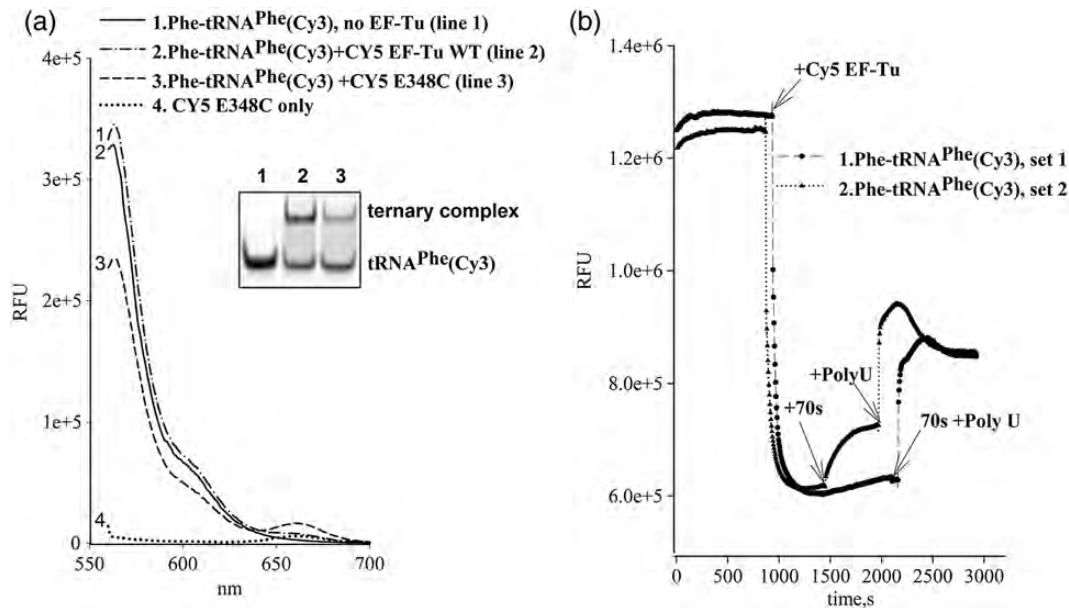 (a)
1.Phe-tRNAPhe(Cy3), no EF-Tu (line 1)
2.Phe-tRNAPhe(Cy3)+CY5 EF-Tu WT (line 2)
3.Phe-tRNAPhe(Cy3) +CY5 E348C (line 3)
4. CY5 E348C only
4e+5
3e+5
2e+5
1e+5
0
RFU
1
2
3
4
1 2 3
ternary complex
tRNAPhe(Cy3)
550 600 650 700
nm
(b)
1.4e+6
1.2e+6
1.0e+6
8.0e+5
6.0e+5
RFU
+Cy5 EF-Tu
1.Phe-tRNAPhe(Cy3), set 1
2.Phe-tRNAPhe(Cy3), set 2
+PolyU
+70s
70s +Poly U
0 500 1000 1500 2000 2500 3000
time,s